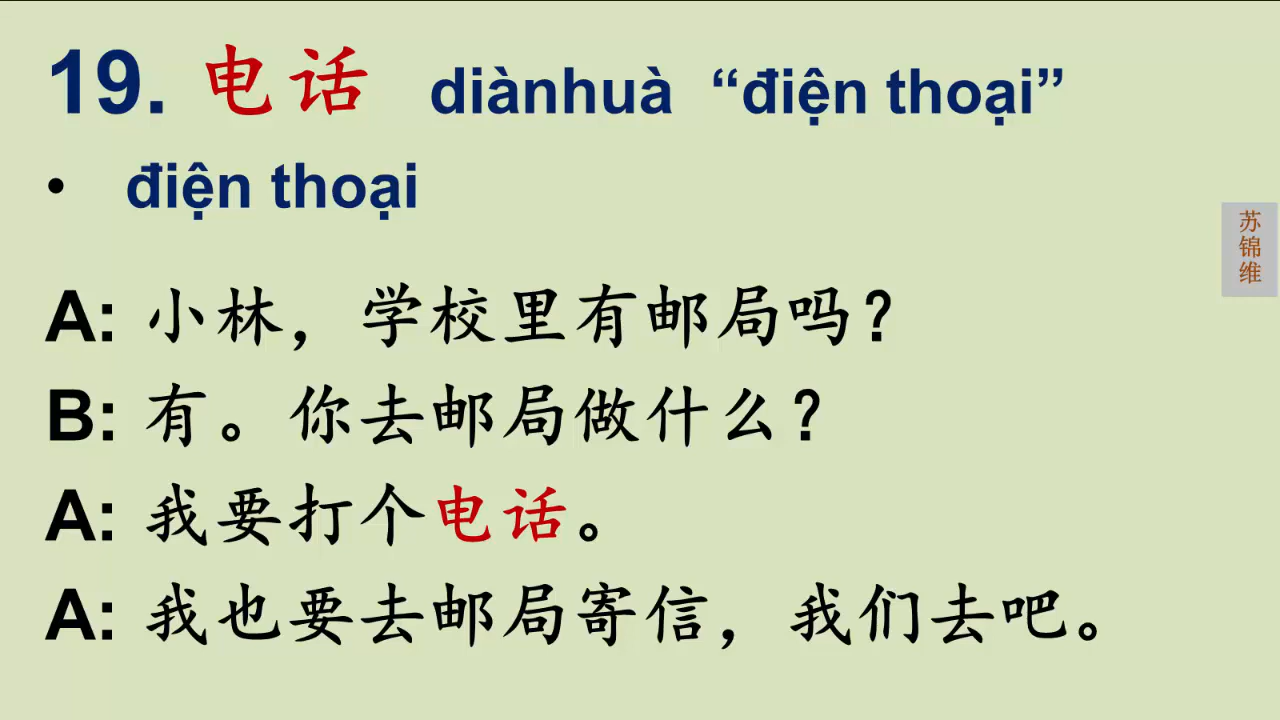 19. 电话 diànhuà “điện thoại”
• điện thoại
苏锦维
A: 小林，学校里有邮局吗？
B: 有。你去邮局做什么？
A: 我要打个电话。
A: 我也要去邮局寄信，我们去吧。